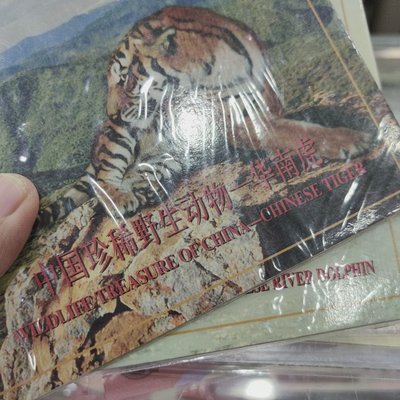 中国珍稀野生动物—华南虎
WILDLIFE TREASURE OF CHINA—CHINESE TIGER
RIVER DOLPHIN